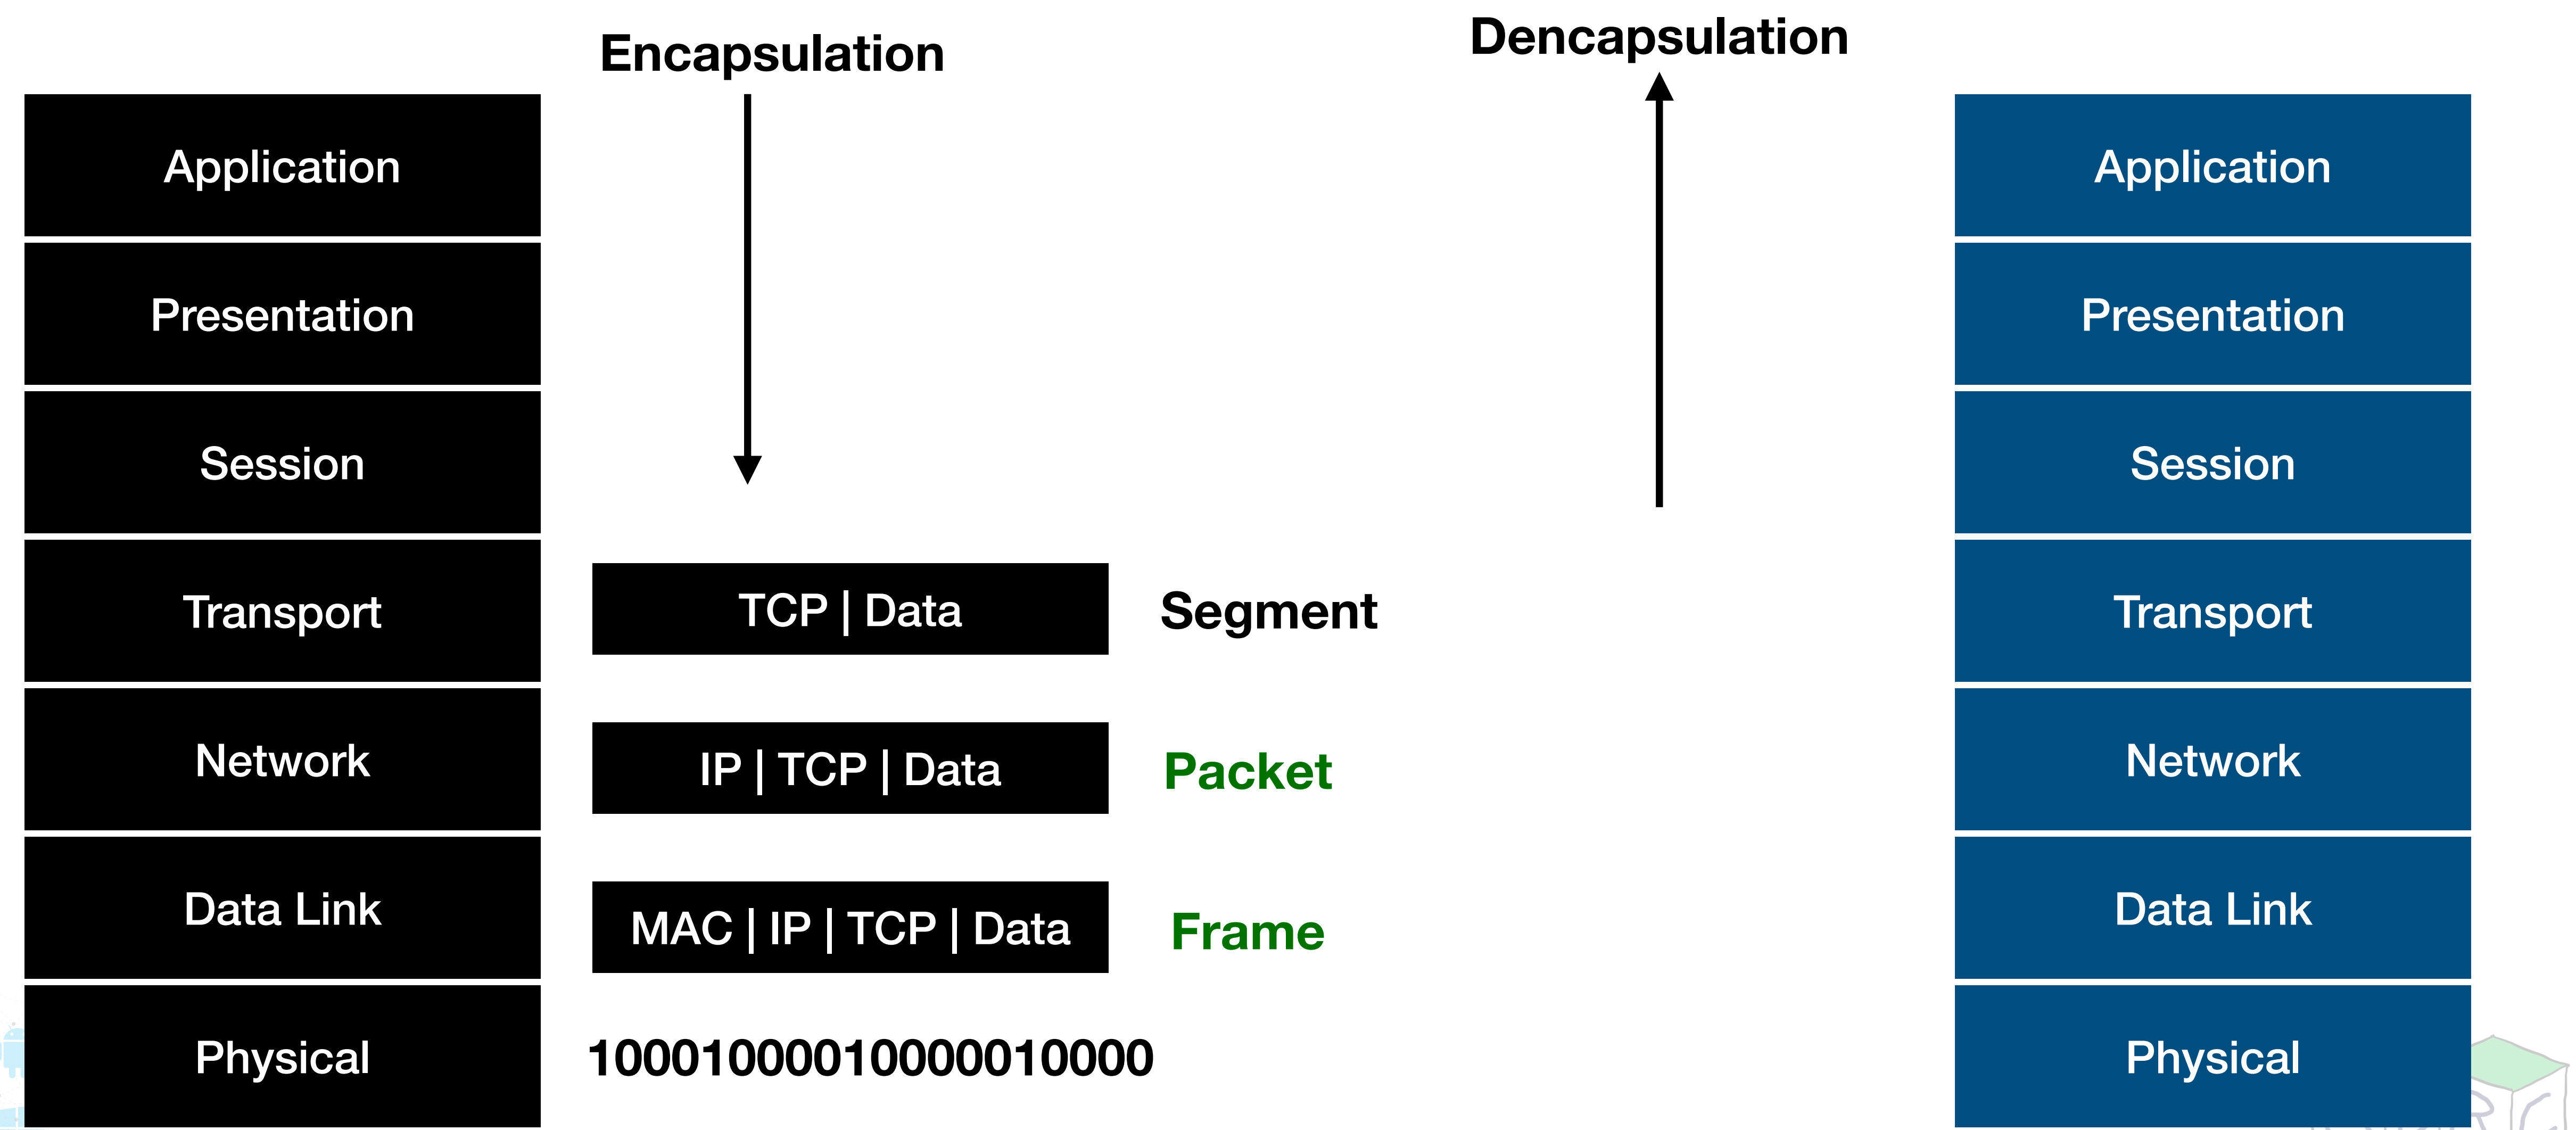 Encapsulation
Dencapsulation
Application
Presentation
Session
Transport
Network
Data Link
Physical
TCP | Data
Segment
IP | TCP | Data
Packet
MAC | IP | TCP | Data
Frame
10001000010000010000
Application
Presentation
Session
Transport
Network
Data Link
Physical